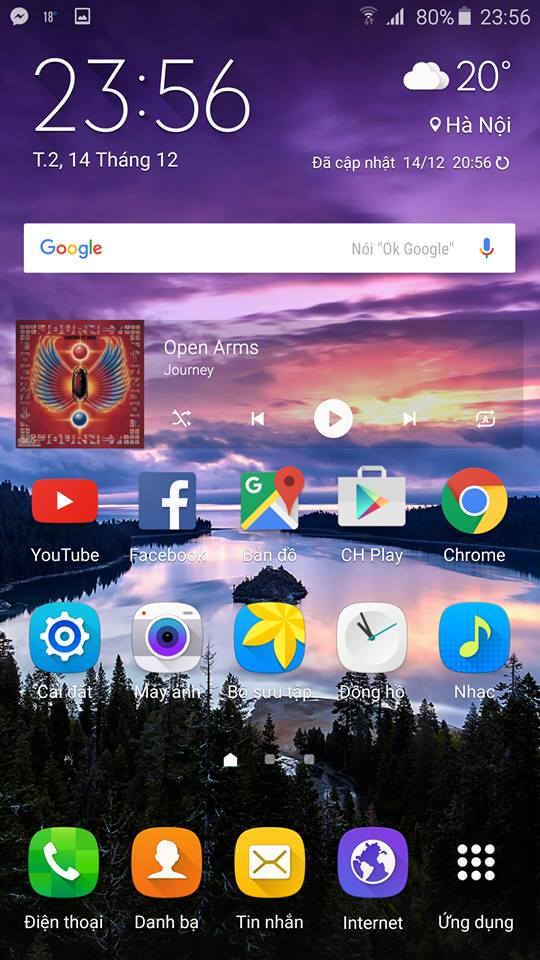 18°
80%
23:56
23:56
20°
Hà Nội
T.2, 14 Tháng 12
Đã cập nhật 14/12 20:56
Google
Nói "Ok Google"
Open Arms
Journey
YouTube
Facebook
Bản đồ
CH Play
Chrome
Cài đặt
Máy ảnh
Bộ sưu tập
Đồng hồ
Nhạc
Điện thoại
Danh bạ
Tin nhắn
Internet
Ứng dụng